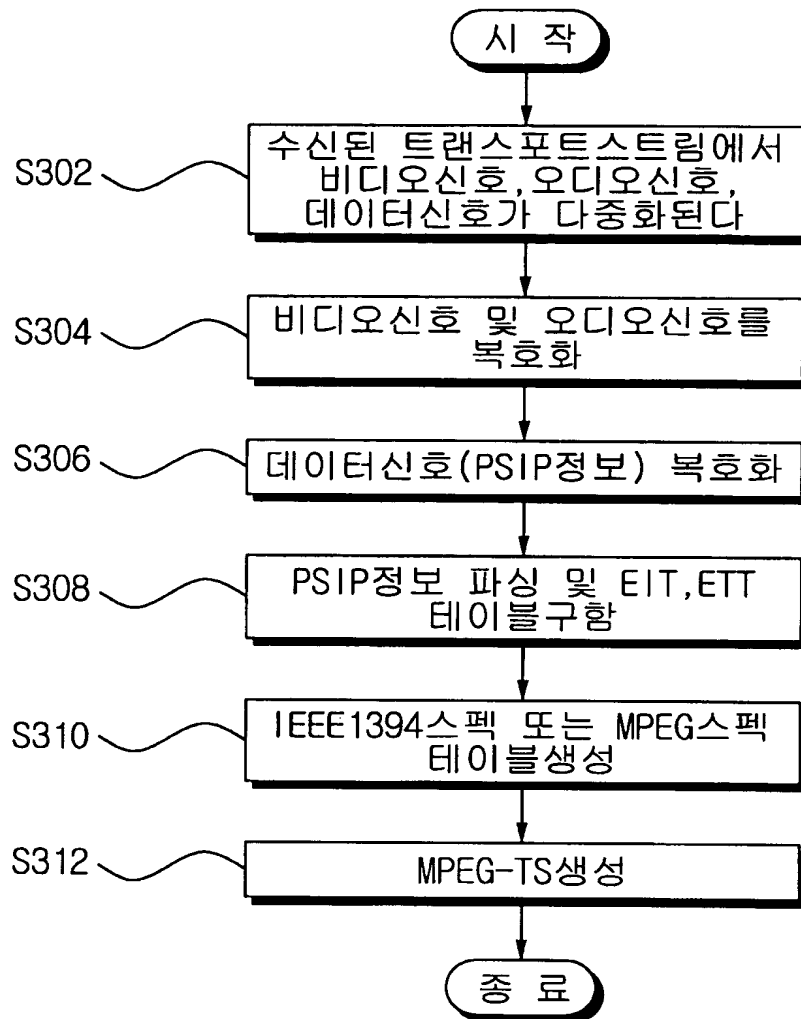 시 작
S302
수신된 트랜스포트스트림에서
비디오신호,오디오신호,
데이터신호가 다중화된다
S304
비디오신호 및 오디오신호를
복호화
S306
데이터신호(PSIP정보) 복호화
S308
PSIP정보 파싱 및 EIT,ETT
테이블구함
S310
IEEE1394스펙 또는 MPEG스펙
테이블생성
S312
MPEG-TS생성
종 료